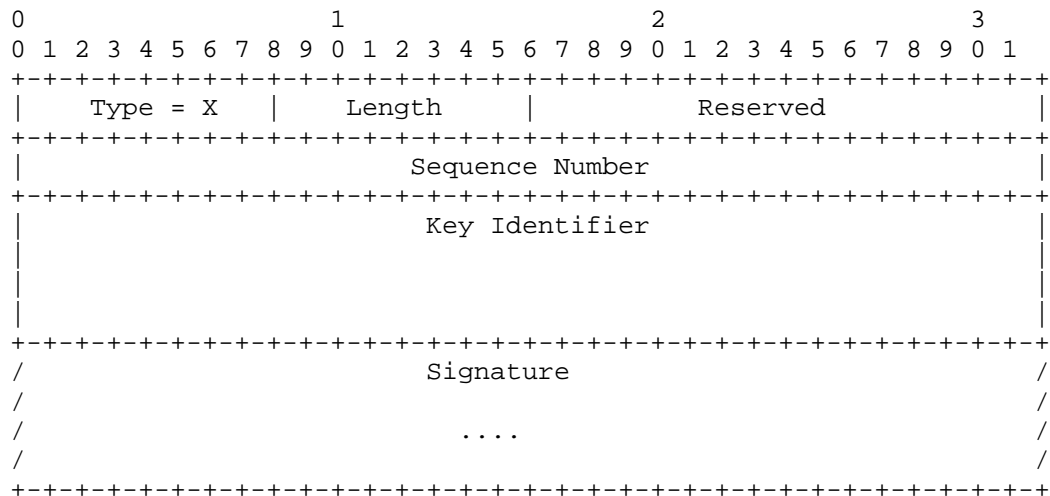 0                   1                   2                   3
0 1 2 3 4 5 6 7 8 9 0 1 2 3 4 5 6 7 8 9 0 1 2 3 4 5 6 7 8 9 0 1
+-+-+-+-+-+-+-+-+-+-+-+-+-+-+-+-+-+-+-+-+-+-+-+-+-+-+-+-+-+-+-+-+
|    Type = X   |    Length     |          Reserved             |
+-+-+-+-+-+-+-+-+-+-+-+-+-+-+-+-+-+-+-+-+-+-+-+-+-+-+-+-+-+-+-+-+
|                        Sequence Number                        |
+-+-+-+-+-+-+-+-+-+-+-+-+-+-+-+-+-+-+-+-+-+-+-+-+-+-+-+-+-+-+-+-+
|                         Key Identifier                        |
|                                                               |
|                                                               |
|                                                               |
+-+-+-+-+-+-+-+-+-+-+-+-+-+-+-+-+-+-+-+-+-+-+-+-+-+-+-+-+-+-+-+-+
/                         Signature                             /
/                                                               /
/                           ....                                /
/                                                               /
+-+-+-+-+-+-+-+-+-+-+-+-+-+-+-+-+-+-+-+-+-+-+-+-+-+-+-+-+-+-+-+-+